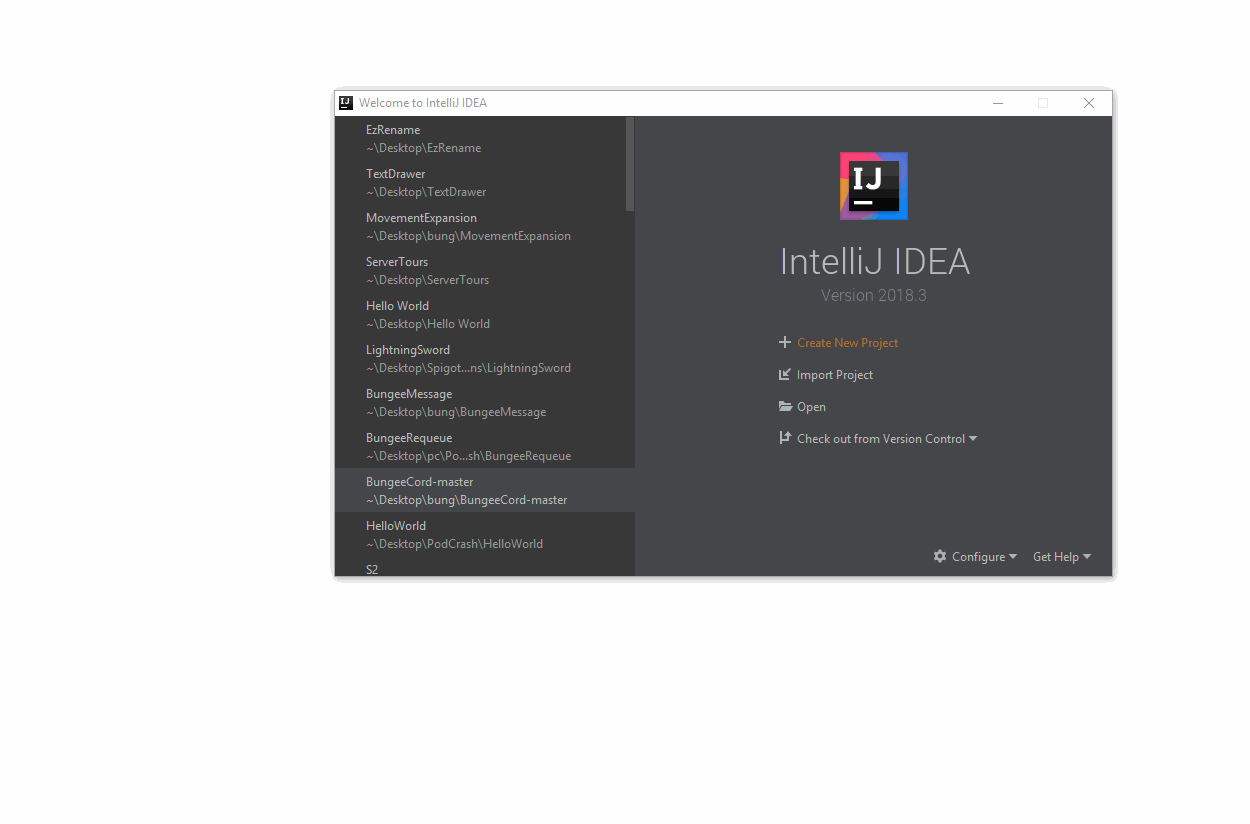 Welcome to IntelliJ IDEA
EzRename
~\Desktop\EzRename
TextDrawer
~\Desktop\TextDrawer
MovementExpansion
~\Desktop\bung\MovementExpansion
ServerTours
~\Desktop\ServerTours
Hello World
~\Desktop\Hello World
LightningSword
~\Desktop\Spigot...ns\LightningSword
BungeeMessage
~\Desktop\bung\BungeeMessage
BungeeRequeue
~\Desktop\pc\Po...sh\BungeeRequeue
BungeeCord-master
~\Desktop\bung\BungeeCord-master
HelloWorld
~\Desktop\PodCrash\HelloWorld
S2
IJ
IntelliJ IDEA
Version 2018.3
Create New Project
Import Project
Open
Check out from Version Control
Configure
Get Help